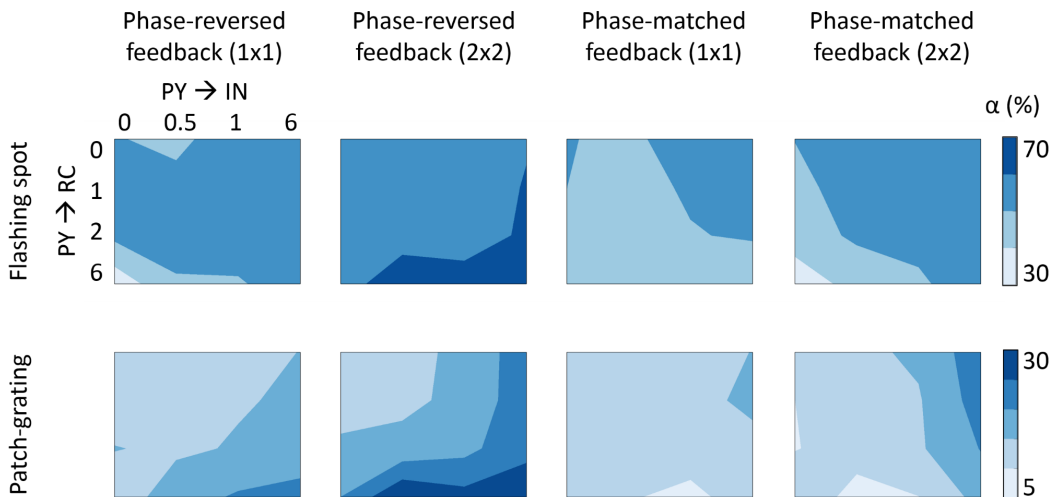 Phase-reversed
feedback (1x1)
Phase-reversed
feedback (2x2)
Phase-matched
feedback (1x1)
Phase-matched
feedback (2x2)
PY → IN
0 0.5 1 6
α (%)
Flashing spot
PY → RC
0
1
2
6
70
30
Patch-grating
30
5